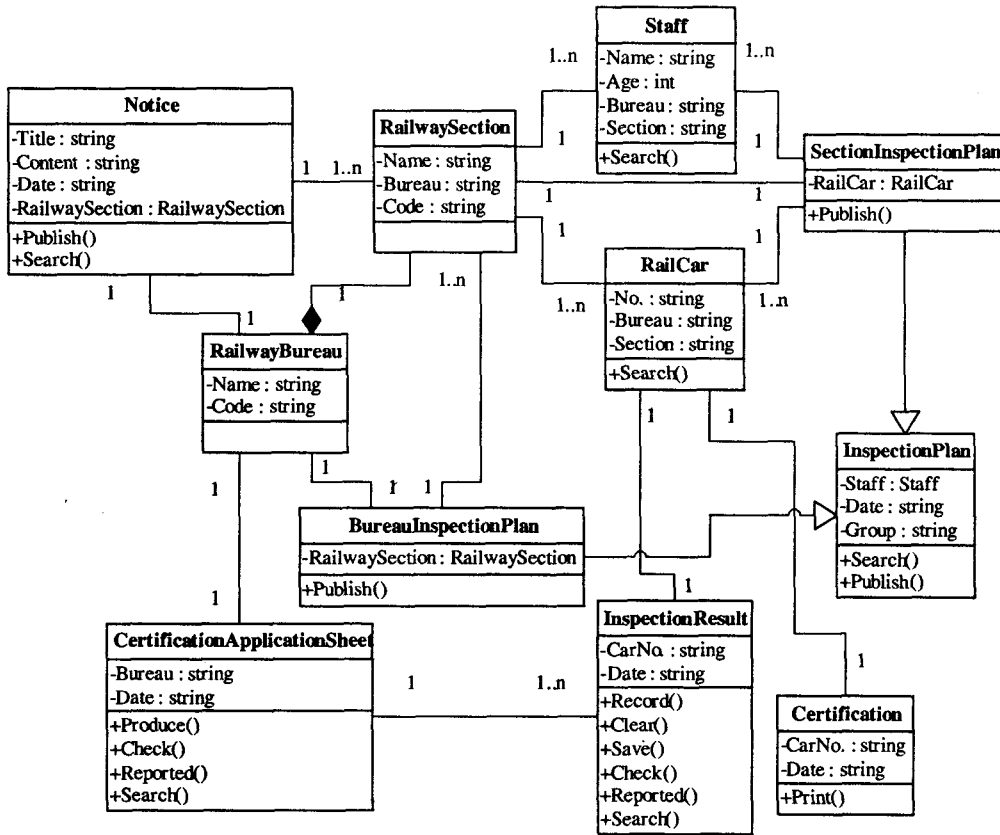 Staff
-Name : string
-Age : int
-Bureau : string
-Section : string
+Search()
1..n
1..n
1
1
Notice
-Title : string
-Content : string
-Date : string
-RailwaySection : RailwaySection
+Publish()
+Search()
1
1..n
RailwaySection
-Name : string
-Bureau : string
-Code : string
1
1
1
1
SectionInspectionPlan
-RailCar : RailCar
+Publish()
RailCar
-No. : string
-Bureau : string
-Section : string
+Search()
1..n
1..n
1
1
1
1
1..n
RailwayBureau
-Name : string
-Code : string
1
1
1
1
1
1
InspectionPlan
-Staff : Staff
-Date : string
-Group : string
+Search()
+Publish()
BureauInspectionPlan
-RailwaySection : RailwaySection
+Publish()
1
CertificationApplicationSheet
-Bureau : string
-Date : string
+Produce()
+Check()
+Reported()
+Search()
1
1..n
InspectionResult
-CarNo. : string
-Date : string
+Record()
+Clear()
+Save()
+Check()
+Reported()
+Search()
1
Certification
-CarNo. : string
-Date : string
+Print()